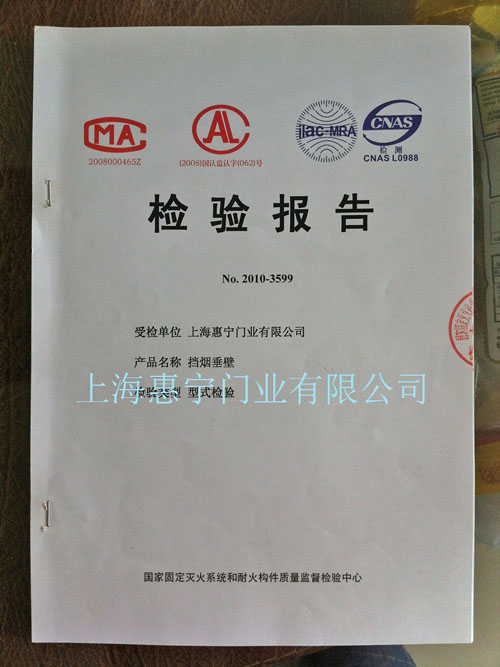 CMA
2008000465Z
CAL
(2008)国认监认字(062)号
ilac-MRA
CNAS
检 测
CNAS L0988
检验报告
No. 2010-3599
受检单位 上海惠宁门业有限公司
产品名称 挡烟垂壁
上海惠宁门业有限公司
检验类型 型式检验
国家固定灭火系统和耐火构件质量监督检验中心